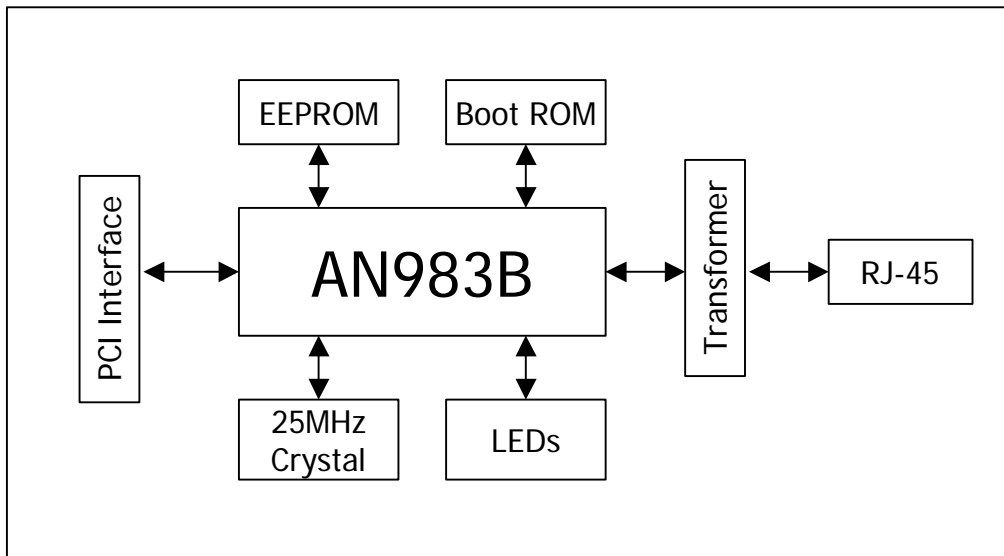 EEPROM
Boot ROM
PCI Interface
AN983B
Transformer
RJ-45
25MHz
Crystal
LEDs